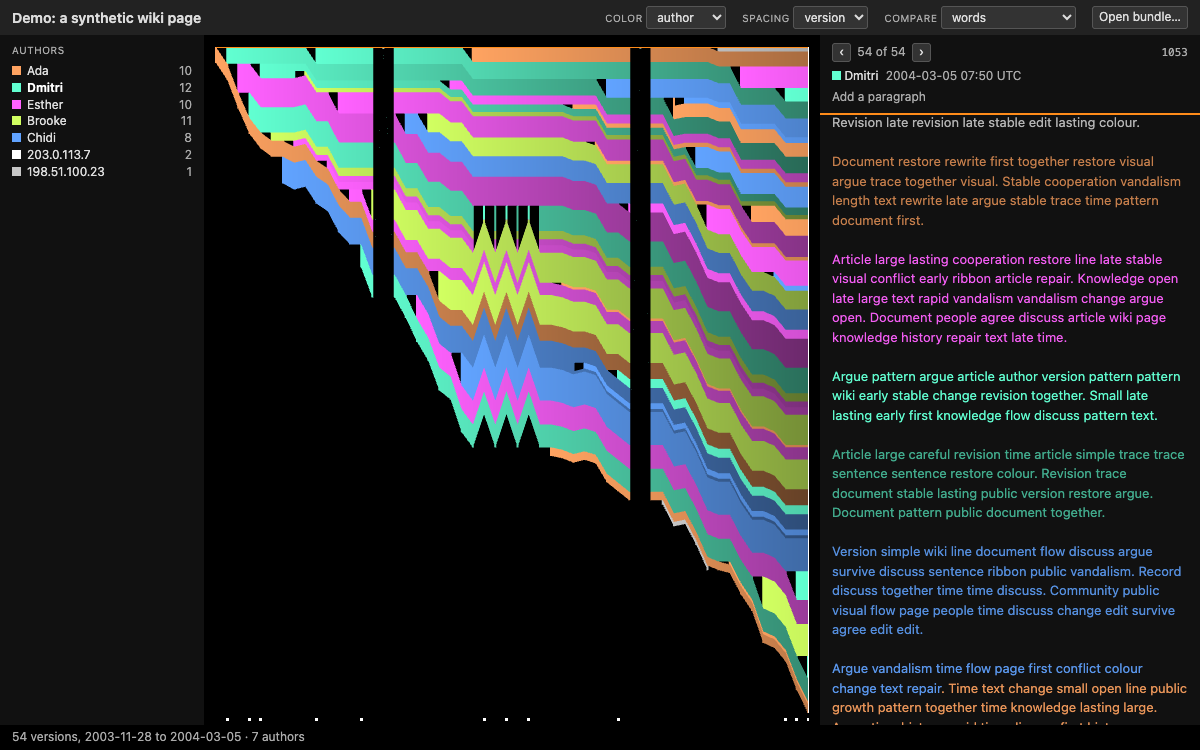 Demo: a synthetic wiki page
COLOR author SPACING version COMPARE words Open bundle...
AUTHORS
Ada 10
Dmitri 12
Esther 10
Brooke 11
Chidi 8
203.0.113.7 2
198.51.100.23 1
‹ 54 of 54 › 1053
Dmitri 2004-03-05 07:50 UTC
Add a paragraph
Revision late revision late stable edit lasting colour.
Document restore rewrite first together restore visual
argue trace together visual. Stable cooperation vandalism
length text rewrite late argue stable trace time pattern
document first.
Article large lasting cooperation restore line late stable
visual conflict early ribbon article repair. Knowledge open
late large text rapid vandalism vandalism change argue
open. Document people agree discuss article wiki page
knowledge history repair text late time.
Argue pattern argue article author version pattern pattern
wiki early stable change revision together. Small late
lasting early first knowledge flow discuss pattern text.
Article large careful revision time article simple trace trace
sentence sentence restore colour. Revision trace
document stable lasting public version restore argue.
Document pattern public document together.
Version simple wiki line document flow discuss argue
survive discuss sentence ribbon public vandalism. Record
discuss together time time discuss. Community public
visual flow page people time discuss change edit survive
agree edit edit.
Argue vandalism time flow page first conflict colour
change text repair. Time text change small open line public
growth pattern together time knowledge lasting large.
54 versions, 2003-11-28 to 2004-03-05 · 7 authors